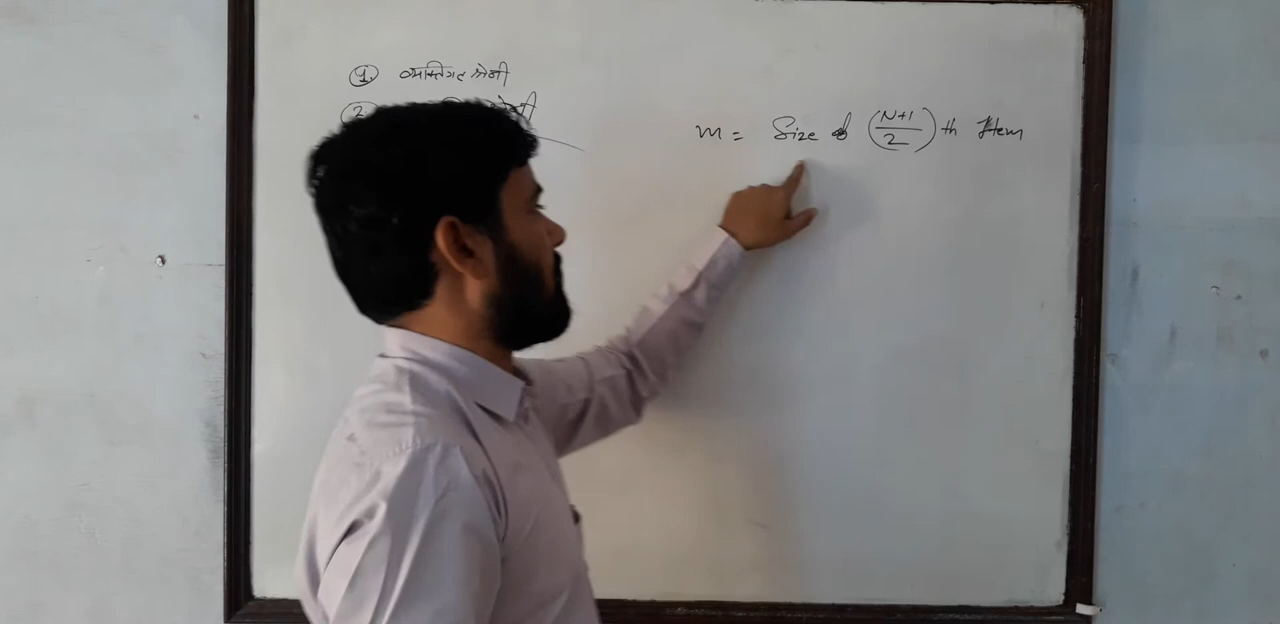 1. व्यक्तिगत श्रेणी
2.
M = Size of (N+1/2) th Item